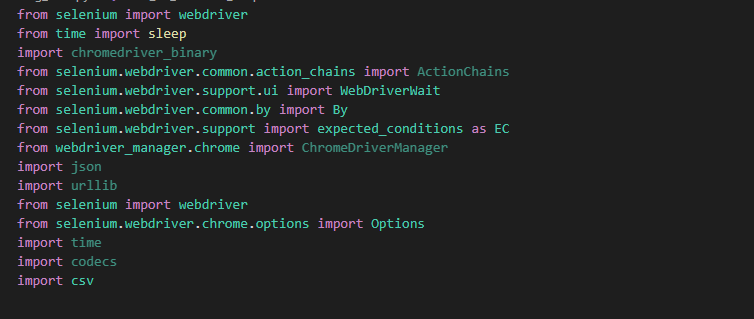 from selenium import webdriver
from time import sleep
import chromedriver_binary
from selenium.webdriver.common.action_chains import ActionChains
from selenium.webdriver.support.ui import WebDriverWait
from selenium.webdriver.common.by import By
from selenium.webdriver.support import expected_conditions as EC
from webdriver_manager.chrome import ChromeDriverManager
import json
import urllib
from selenium import webdriver
from selenium.webdriver.chrome.options import Options
import time
import codecs
import csv